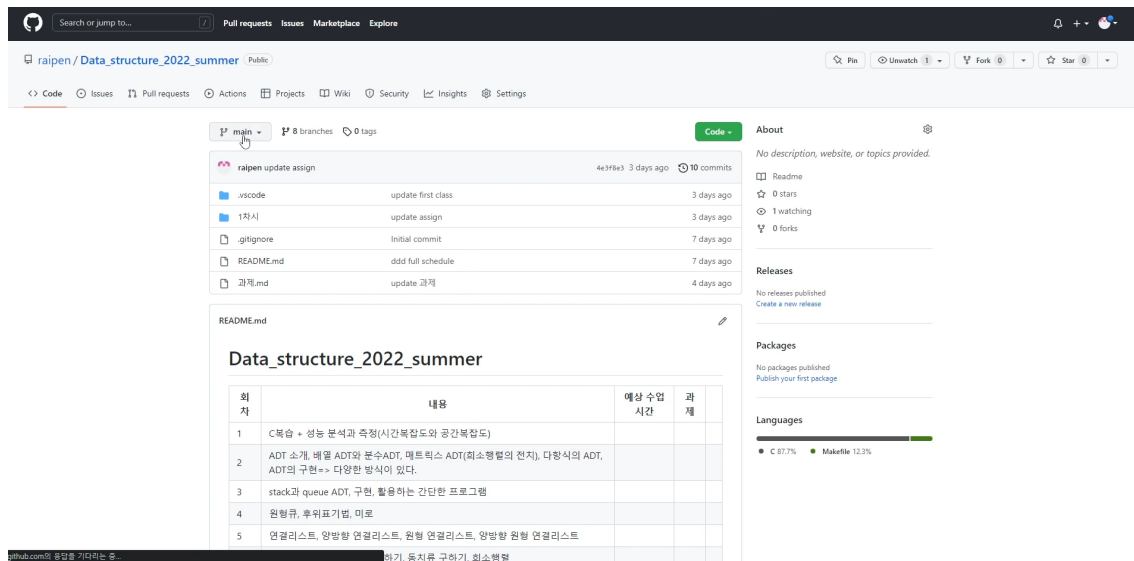 Search or jump to... / Pull requests Issues Marketplace Explore
raipen / Data_structure_2022_summer Public
Pin Unwatch 1 Fork 0 Star 0
Code Issues Pull requests Actions Projects Wiki Security Insights Settings
main 8 branches 0 tags Code
raipen update assign 4e3f8e3 3 days ago 10 commits
.vscode update first class 3 days ago
1차시 update assign 3 days ago
.gitignore Initial commit 7 days ago
README.md ddd full schedule 7 days ago
과제.md update 과제 4 days ago
README.md
Data_structure_2022_summer
회차 내용 예상 수업 시간 과제
1 C복습 + 성능 분석과 측정(시간복잡도와 공간복잡도)
2 ADT 소개, 배열 ADT와 분수ADT, 매트릭스 ADT(희소행렬의 전치), 다항식의 ADT,
ADT의 구현=> 다양한 방식이 있다.
3 stack과 queue ADT, 구현, 활용하는 간단한 프로그램
4 원형큐, 후위표기법, 미로
5 연결리스트, 양방향 연결리스트, 원형 연결리스트, 양방향 원형 연결리스트
하기, 동치류 구하기, 희소행렬
github.com의 응답을 기다리는 중...
About
No description, website, or topics provided.
Readme
0 stars
1 watching
0 forks
Releases
No releases published
Create a new release
Packages
No packages published
Publish your first package
Languages
C 87.7% Makefile 12.3%